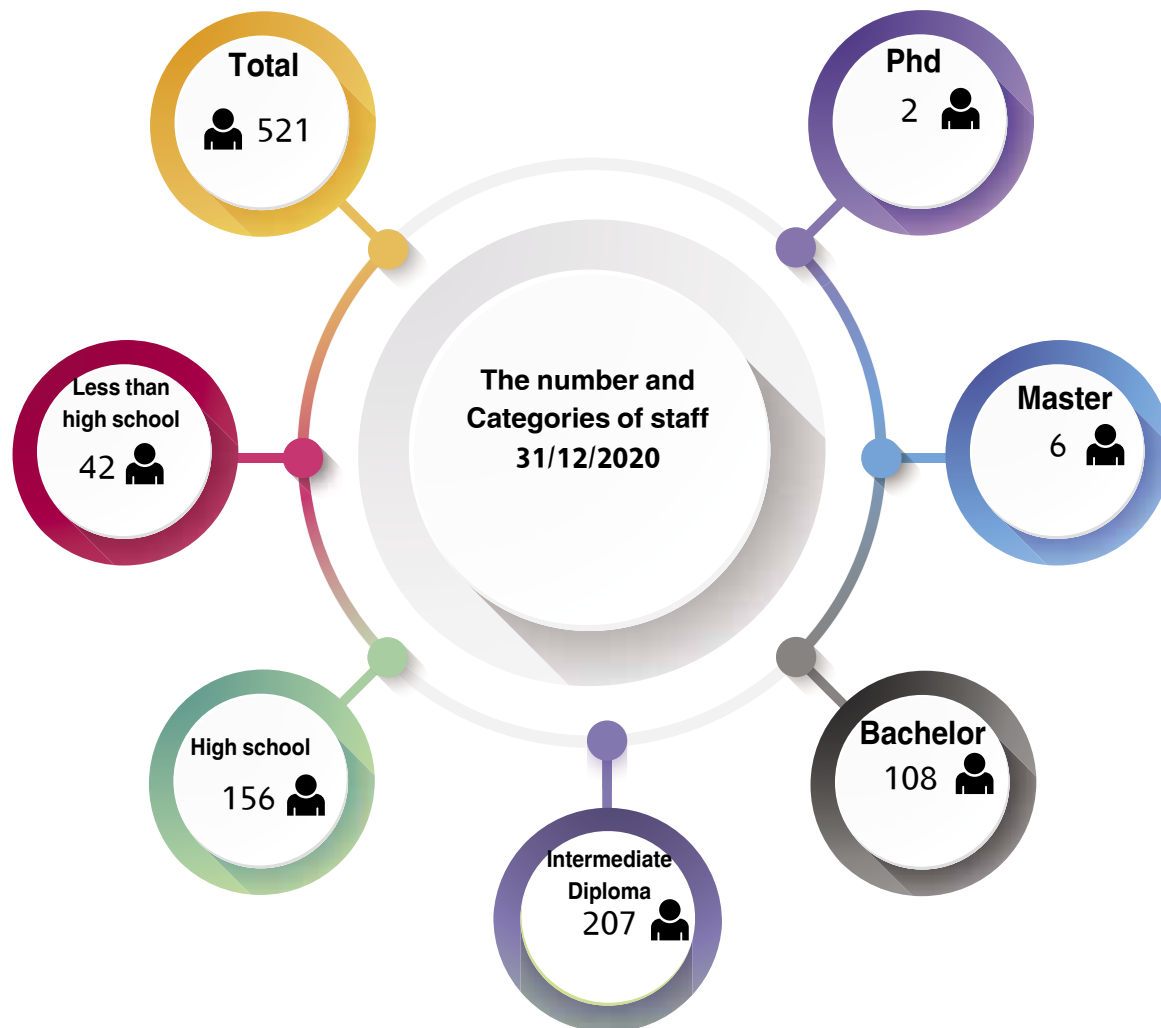 Total
521
Phd
2
Less than
high school
42
The number and
Categories of staff
31/12/2020
Master
6
High school
156
Bachelor
108
Intermediate
Diploma
207